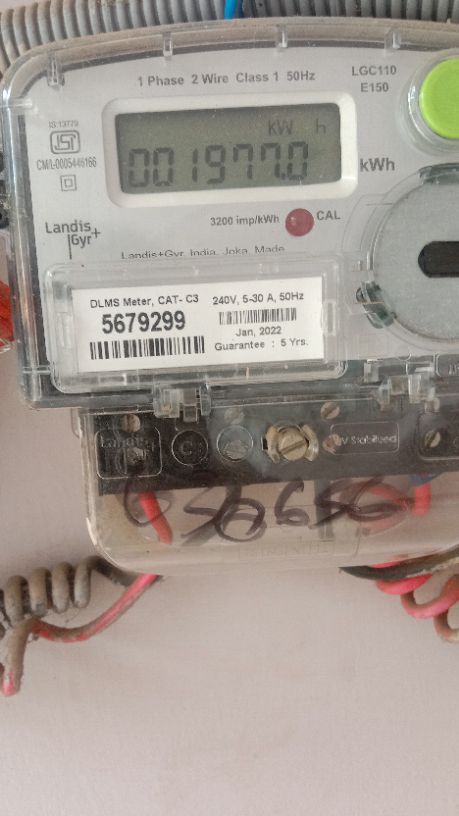 1 Phase 2 Wire Class 1 50Hz
LGC110
E150
IS:13779
CM/L-0005446166
kW h
001977.0
kWh
Landis
Gyr+
3200 imp/kWh
CAL
Landis+Gyr, India, Joka, Made
DLMS Meter, CAT- C3
240V, 5-30 A, 50Hz
5679299
Jan, 2022
Guarantee : 5 Yrs.
UV Stabilised